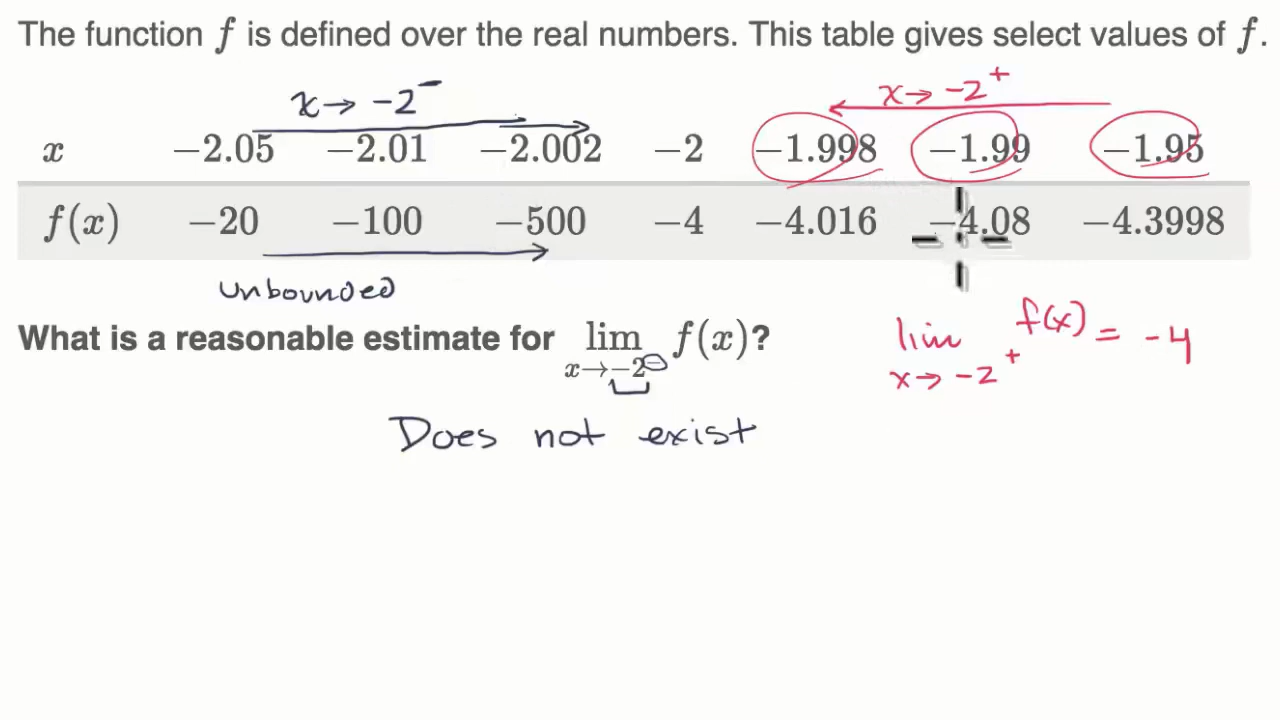 The function f is defined over the real numbers. This table gives select values of f.
x → -2⁻ x → -2⁺
x −2.05 −2.01 −2.002 −2 −1.998 −1.99 −1.95
f(x) −20 −100 −500 −4 −4.016 −4.08 −4.3998
unbounded
What is a reasonable estimate for lim x→−2⁻ f(x)?
lim x→ -2⁺ f(x) = -4
Does not exist